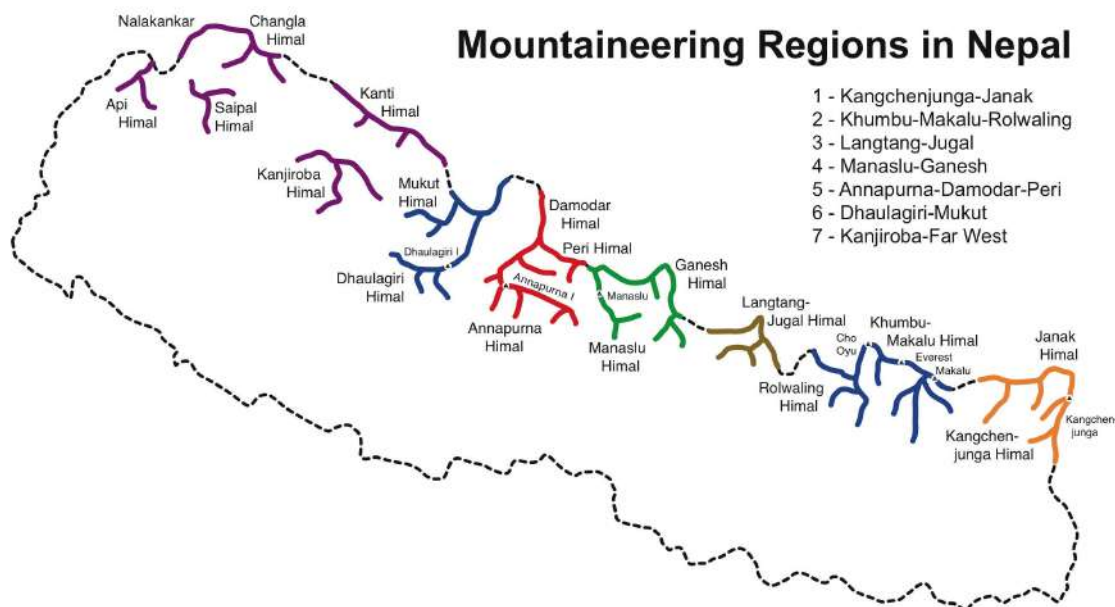 Mountaineering Regions in Nepal
1 - Kangchenjunga-Janak
2 - Khumbu-Makalu-Rolwaling
3 - Langtang-Jugal
4 - Manaslu-Ganesh
5 - Annapurna-Damodar-Peri
6 - Dhaulagiri-Mukut
7 - Kanjiroba-Far West
Nalakankar
Changla
Himal
Api
Himal
Saipal
Himal
Kanti
Himal
Kanjiroba
Himal
Mukut
Himal
Dhaulagiri I
Dhaulagiri
Himal
Damodar
Himal
Peri Himal
Annapurna I
Annapurna
Himal
Manaslu
Manaslu
Himal
Ganesh
Himal
Langtang-
Jugal Himal
Rolwaling
Himal
Cho
Oyu
Khumbu-
Makalu Himal
Everest
Makalu
Janak
Himal
Kangchen-
junga
Kangchen-
junga Himal